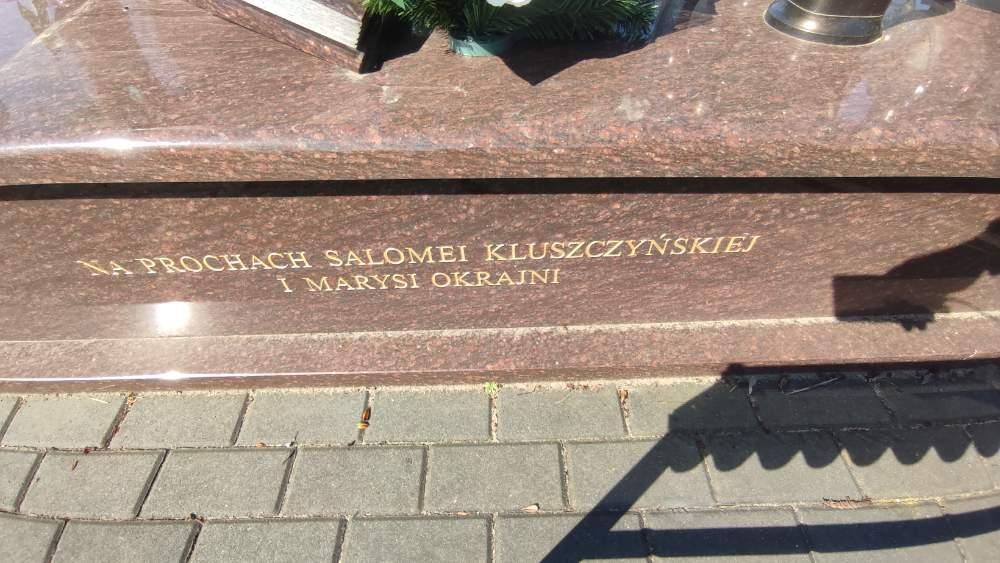 NA PROCHACH SALOMEI KLUSZCZYŃSKIEJ
I MARYSI OKRAJNI